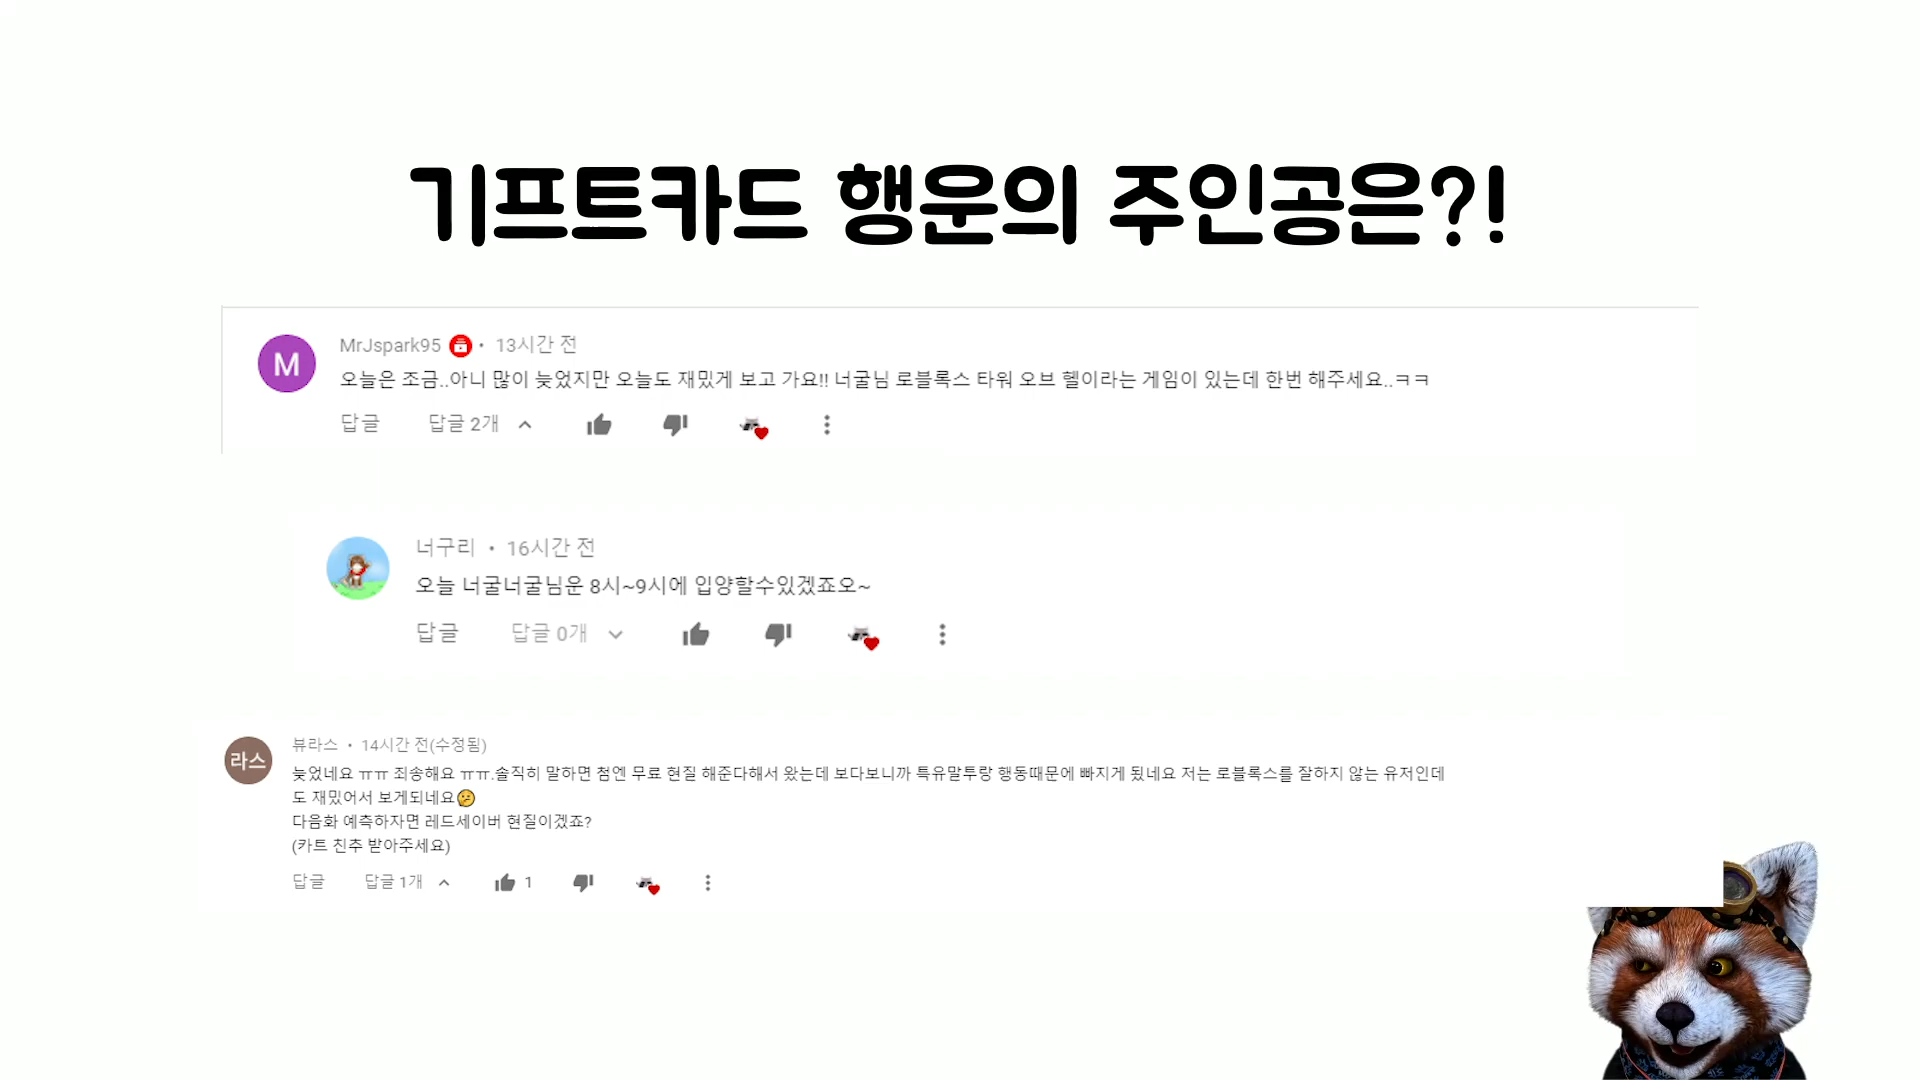 기프트카드 행운의 주인공은?!
M
MrJspark95 • 13시간 전
오늘은 조금..아니 많이 늦었지만 오늘도 재밌게 보고 가요!! 너굴님 로블록스 타워 오브 헬이라는 게임이 있는데 한번 해주세요..ㅋㅋ
답글 답글 2개
너구리 • 16시간 전
오늘 너굴너굴님운 8시~9시에 입양할수있겠죠오~
답글 답글 0개
라스
뷰라스 • 14시간 전(수정됨)
늦었네요 ㅠㅠ 죄송해요 ㅠㅠ.솔직히 말하면 첨엔 무료 현질 해준다해서 왔는데 보다보니까 특유말투랑 행동때문에 빠지게 됬네요 저는 로블록스를 잘하지 않는 유저인데
도 재밌어서 보게되네요🤔
다음화 예측하자면 레드세이버 현질이겠죠?
(카트 친추 받아주세요)
답글 답글 1개 1